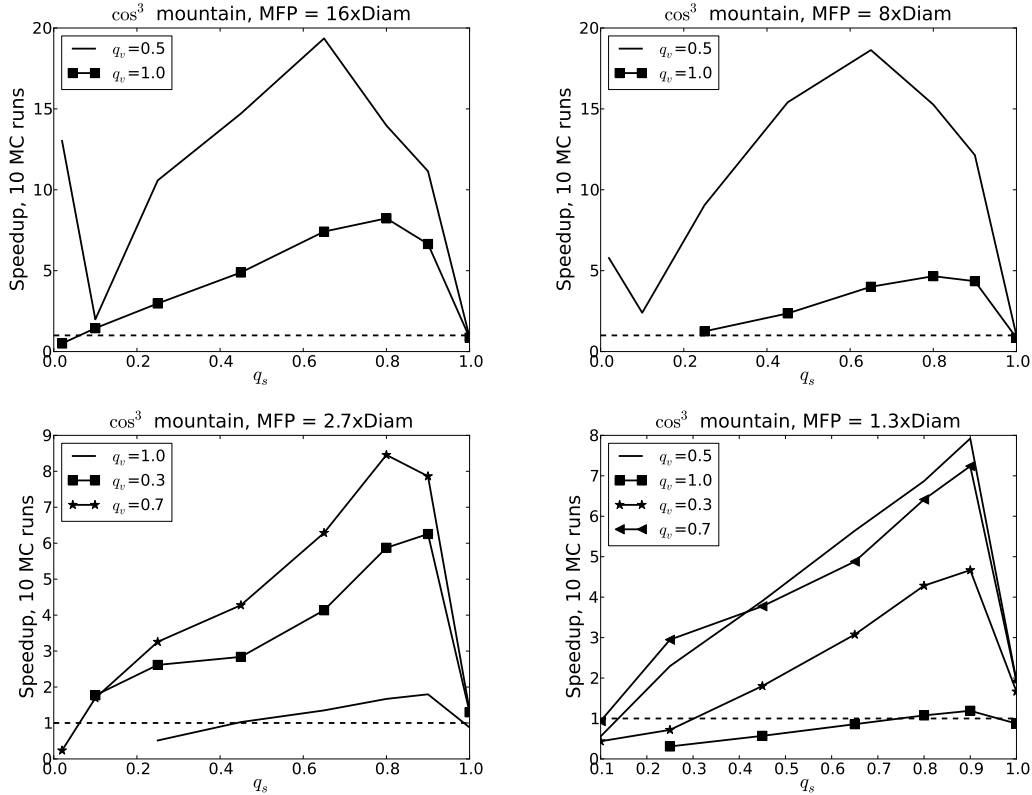 cos³ mountain, MFP = 16xDiam
Speedup, 10 MC runs
20
15
10
5
0
q_v=0.5
q_v=1.0
0.0 0.2 0.4 0.6 0.8 1.0
q_s
cos³ mountain, MFP = 8xDiam
Speedup, 10 MC runs
20
15
10
5
0
q_v=0.5
q_v=1.0
0.0 0.2 0.4 0.6 0.8 1.0
q_s
cos³ mountain, MFP = 2.7xDiam
Speedup, 10 MC runs
9
8
7
6
5
4
3
2
1
0
q_v=1.0
q_v=0.3
q_v=0.7
0.0 0.2 0.4 0.6 0.8 1.0
q_s
cos³ mountain, MFP = 1.3xDiam
Speedup, 10 MC runs
8
7
6
5
4
3
2
1
0
q_v=0.5
q_v=1.0
q_v=0.3
q_v=0.7
0.1 0.2 0.3 0.4 0.5 0.6 0.7 0.8 0.9 1.0
q_s